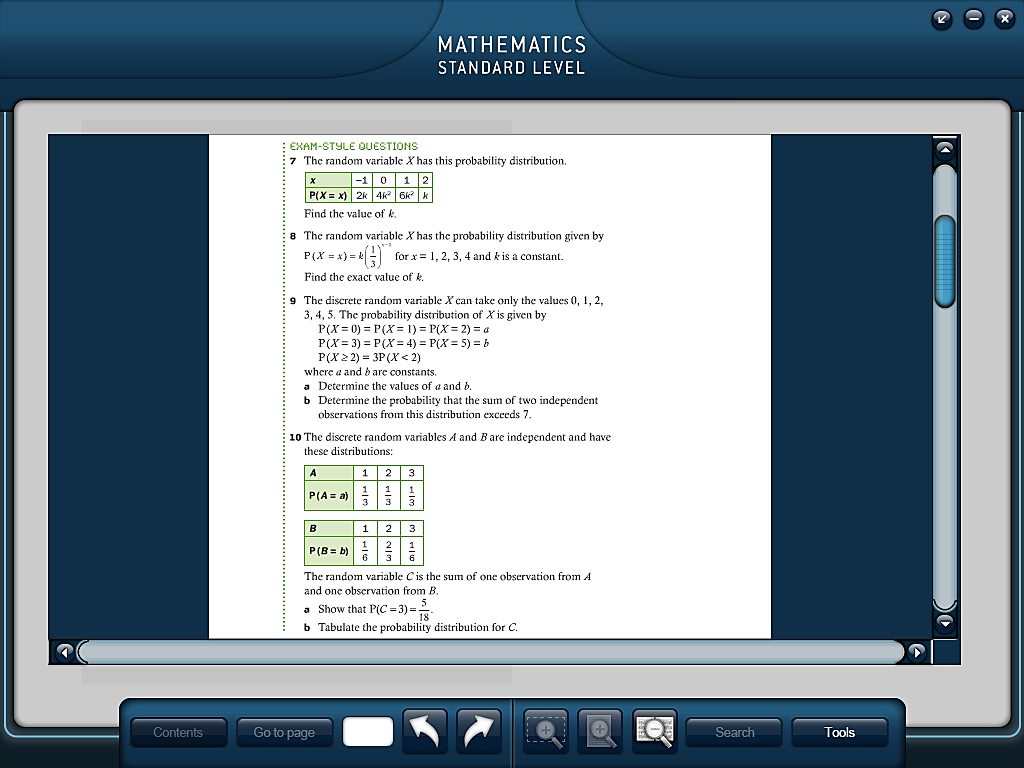 MATHEMATICS
STANDARD LEVEL
EXAM-STYLE QUESTIONS
7 The random variable X has this probability distribution.
x −1 0 1 2
P(X = x) 2k 4k² 6k² k
Find the value of k.
8 The random variable X has the probability distribution given by
P(X = x) = k(1/3)^(x−1) for x = 1, 2, 3, 4 and k is a constant.
Find the exact value of k.
9 The discrete random variable X can take only the values 0, 1, 2,
3, 4, 5. The probability distribution of X is given by
P(X = 0) = P(X = 1) = P(X = 2) = a
P(X = 3) = P(X = 4) = P(X = 5) = b
P(X ≥ 2) = 3P(X < 2)
where a and b are constants.
a Determine the values of a and b.
b Determine the probability that the sum of two independent
observations from this distribution exceeds 7.
10 The discrete random variables A and B are independent and have
these distributions:
A 1 2 3
P(A = a) 1/3 1/3 1/3
B 1 2 3
P(B = b) 1/6 2/3 1/6
The random variable C is the sum of one observation from A
and one observation from B.
a Show that P(C = 3) = 5/18.
b Tabulate the probability distribution for C.
Contents
Go to page
Search
Tools